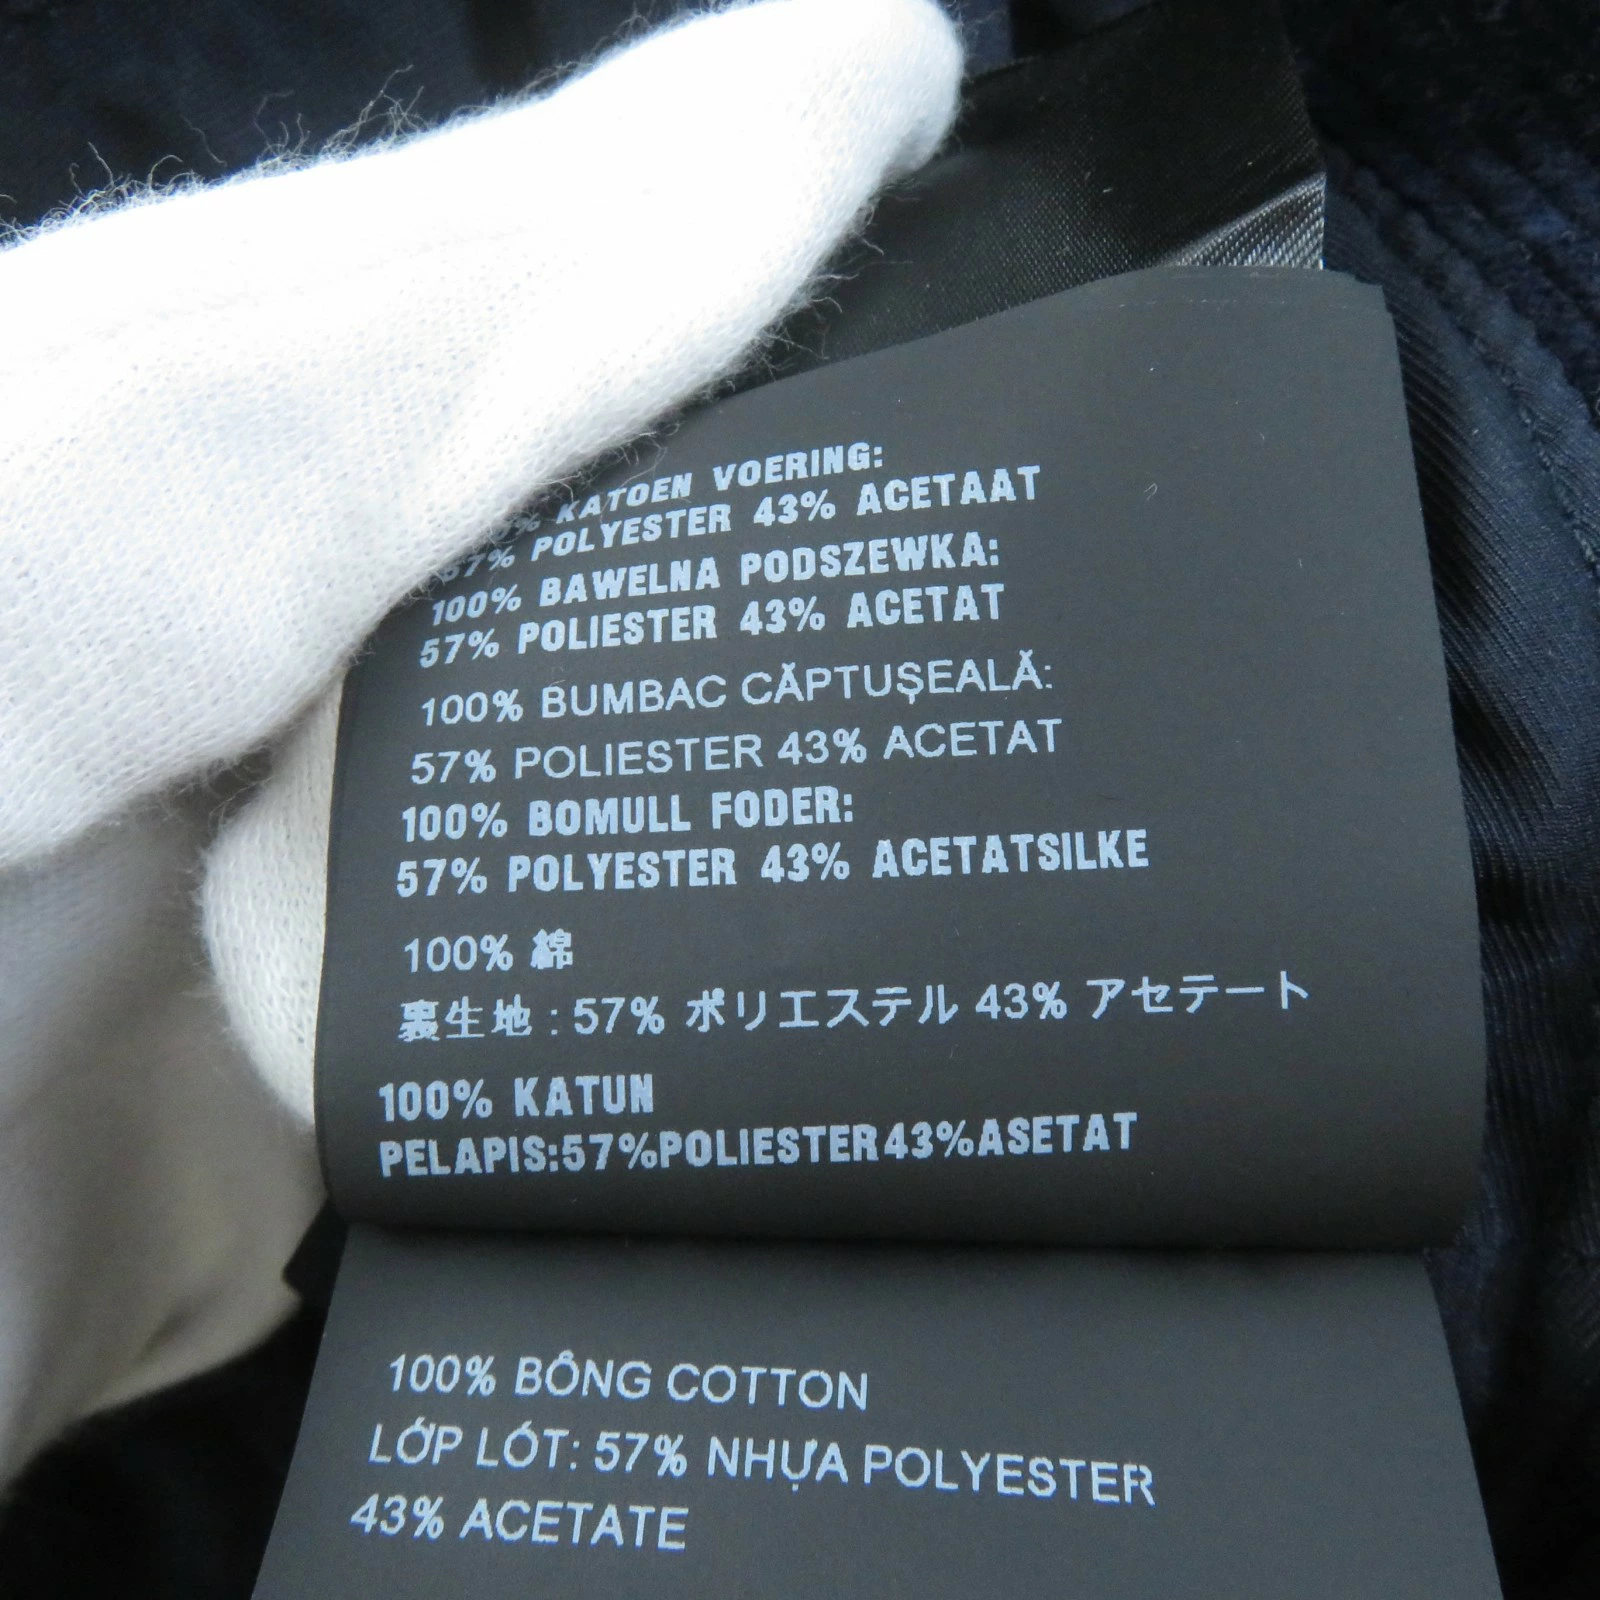 % KATOEN VOERING:
57% POLYESTER 43% ACETAAT
100% BAWELNA PODSZEWKA:
57% POLIESTER 43% ACETAT
100% BUMBAC CĂPTUȘEALĂ:
57% POLIESTER 43% ACETAT
100% BOMULL FODER:
57% POLYESTER 43% ACETATSILKE
100% 綿
裏生地 : 57% ポリエステル 43% アセテート
100% KATUN
PELAPIS:57%POLIESTER43%ASETAT
100% BÔNG COTTON
LỚP LÓT: 57% NHỰA POLYESTER
43% ACETATE